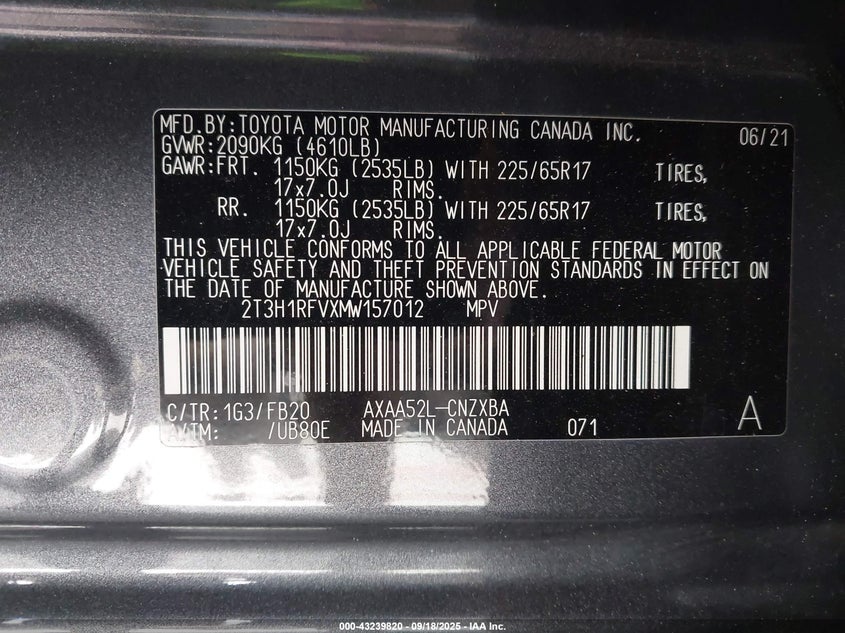 MFD.BY:TOYOTA MOTOR MANUFACTURING CANADA INC. 06/21
GVWR:2090KG (4610LB)
GAWR:FRT. 1150KG (2535LB) WITH 225/65R17 TIRES,
17x7.0J RIMS.
RR. 1150KG (2535LB) WITH 225/65R17 TIRES,
17x7.0J RIMS.
THIS VEHICLE CONFORMS TO ALL APPLICABLE FEDERAL MOTOR
VEHICLE SAFETY AND THEFT PREVENTION STANDARDS IN EFFECT ON
THE DATE OF MANUFACTURE SHOWN ABOVE.
2T3H1RFVXMW157012 MPV
C/TR:1G3/FB20 AXAA52L-CNZXBA A
A/TM: /UB80E MADE IN CANADA 071
000-43239820 - 09/18/2025 - IAA Inc.